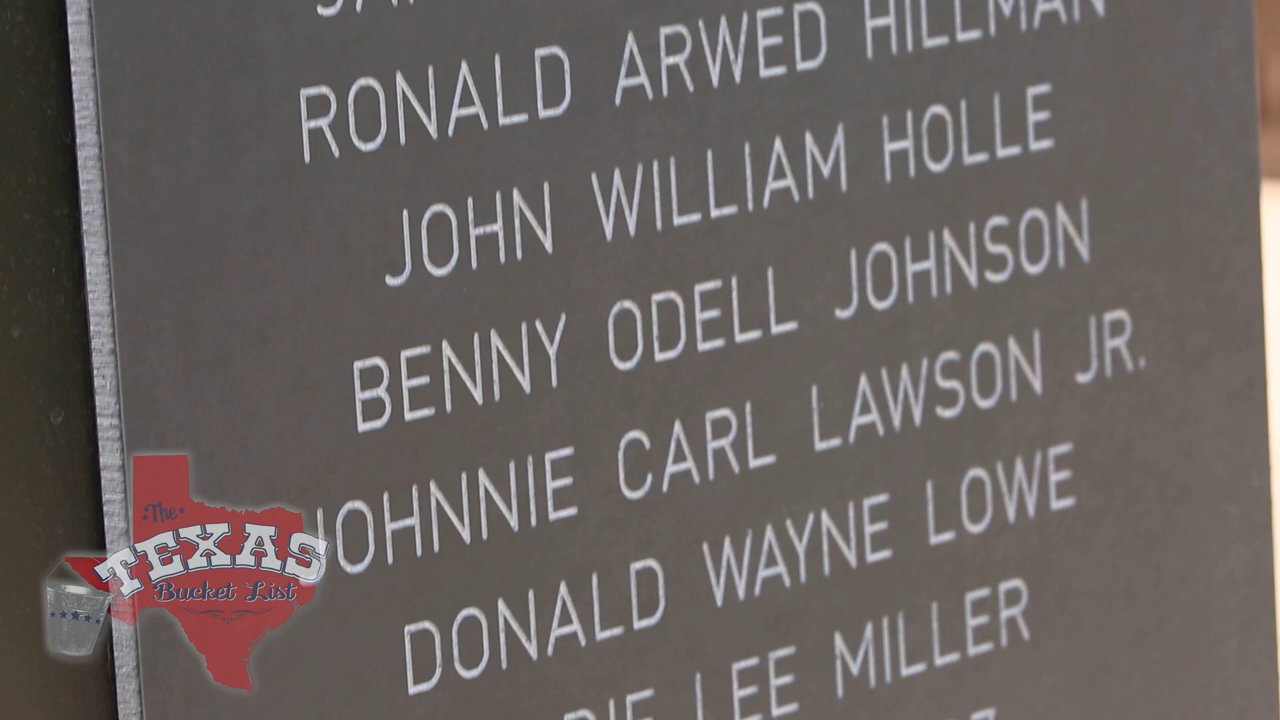 RONALD ARWED HILLMAN
JOHN WILLIAM HOLLE
BENNY ODELL JOHNSON
JOHNNIE CARL LAWSON JR.
DONALD WAYNE LOWE
LEE MILLER
The
TEXAS
Bucket List